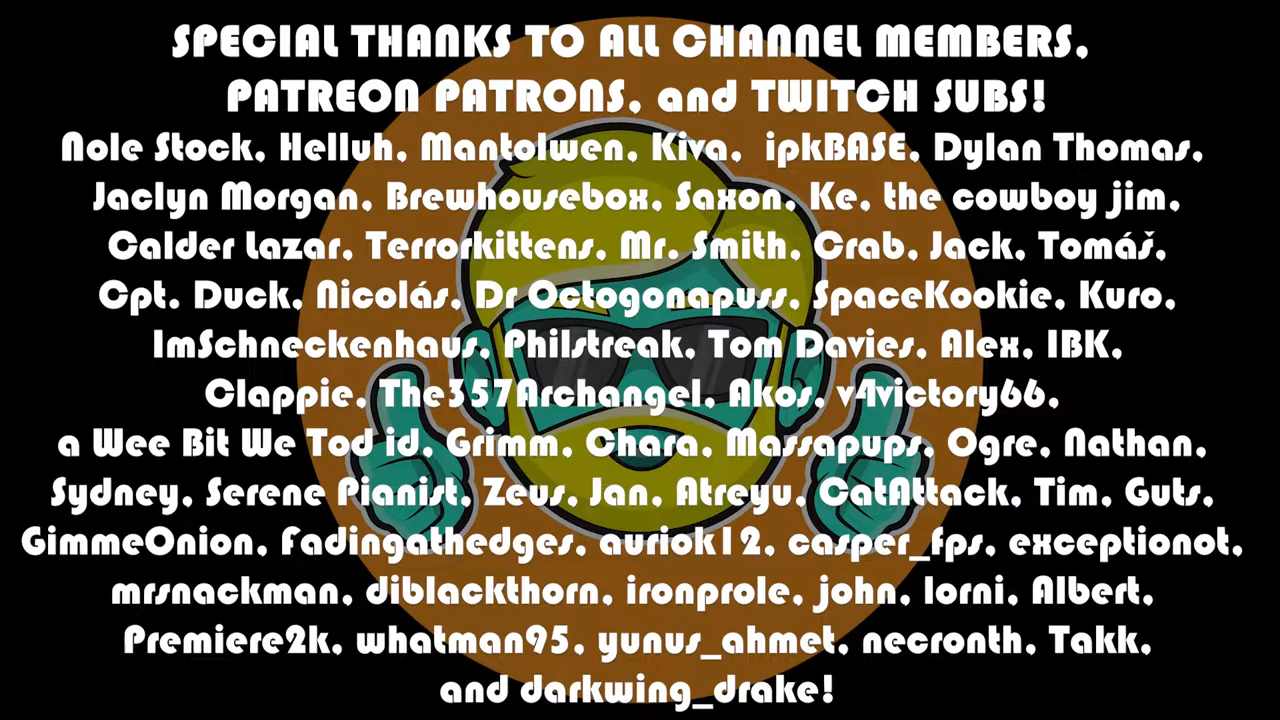 SPECIAL THANKS TO ALL CHANNEL MEMBERS,
PATREON PATRONS, and TWITCH SUBS!
Nole Stock, Helluh, Mantolwen, Kiva, ipkBASE, Dylan Thomas,
Jaclyn Morgan, Brewhousebox, Saxon, Ke, the cowboy jim,
Calder Lazar, Terrorkittens, Mr. Smith, Crab, Jack, Tomáš,
Cpt. Duck, Nicolás, Dr Octogonapuss, SpaceKookie, Kuro,
ImSchneckenhaus, Philstreak, Tom Davies, Alex, IBK,
Clappie, The357Archangel, Akos, v4victory66,
a Wee Bit We Tod id, Grimm, Chara, Massapups, Ogre, Nathan,
Sydney, Serene Pianist, Zeus, Jan, Atreyu, CatAttack, Tim, Guts,
GimmeOnion, Fadingathedges, auriok12, casper_fps, exceptionot,
mrsnackman, diblackthorn, ironprole, john, lorni, Albert,
Premiere2k, whatman95, yunus_ahmet, necronth, Takk,
and darkwing_drake!